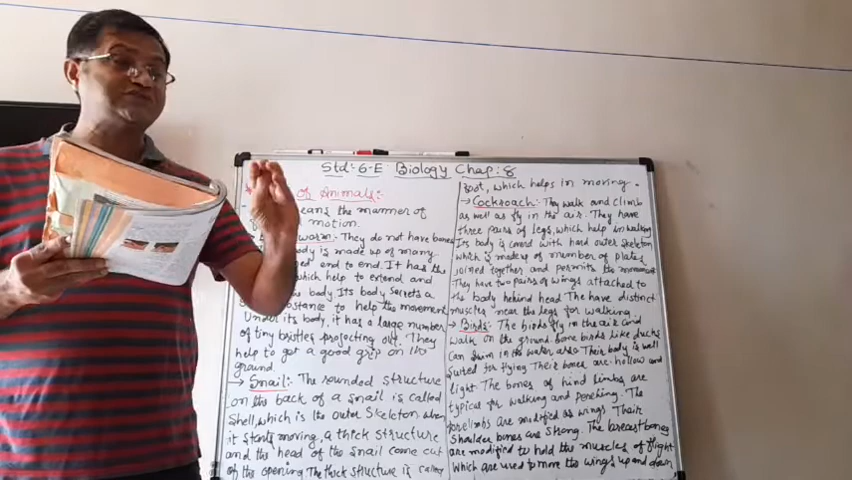 Std:-6-E Biology Chap:-8
of Animals:-
eans the manner of
motion.
worm:- They do not have bones
body is made up of many
end to end. It has the
which help to extend and
the body. Its body secrets a
stance to help the movement
Under its body, it has a large number
of tiny bristles projecting out. They
help to get a good grip on the
ground.
→ Snail:- The rounded structure
on the back of a snail is called
Shell, which is the outer Skeleton when
it starts moving, a thick structure
and the head of the snail come out
of the opening. The thick structure is called
foot, which helps in moving.
→ Cockroach:- They walk and climb
as well as fly in the air. They have
three pairs of legs, which help in walking
Its body is coverd with hard outer skeleton
which is made up of number of plates
joined together and permits the movement
They have two pairs of wings attached to
the body behind head The have distinct
muscles near the legs for walking
→ Birds:- The birds fly in the air and
walk on the ground. Some birds like ducks
can swim in the water also Their body is well
suited for flying Their bones are hollow and
light. The bones of hind limbs are
typical for walking and perching. The
forelimbs are modified as wings Their
Shoulder bones are strong. The breast bones
are modified to hold the muscles of flight
which are used to move the wings up and down